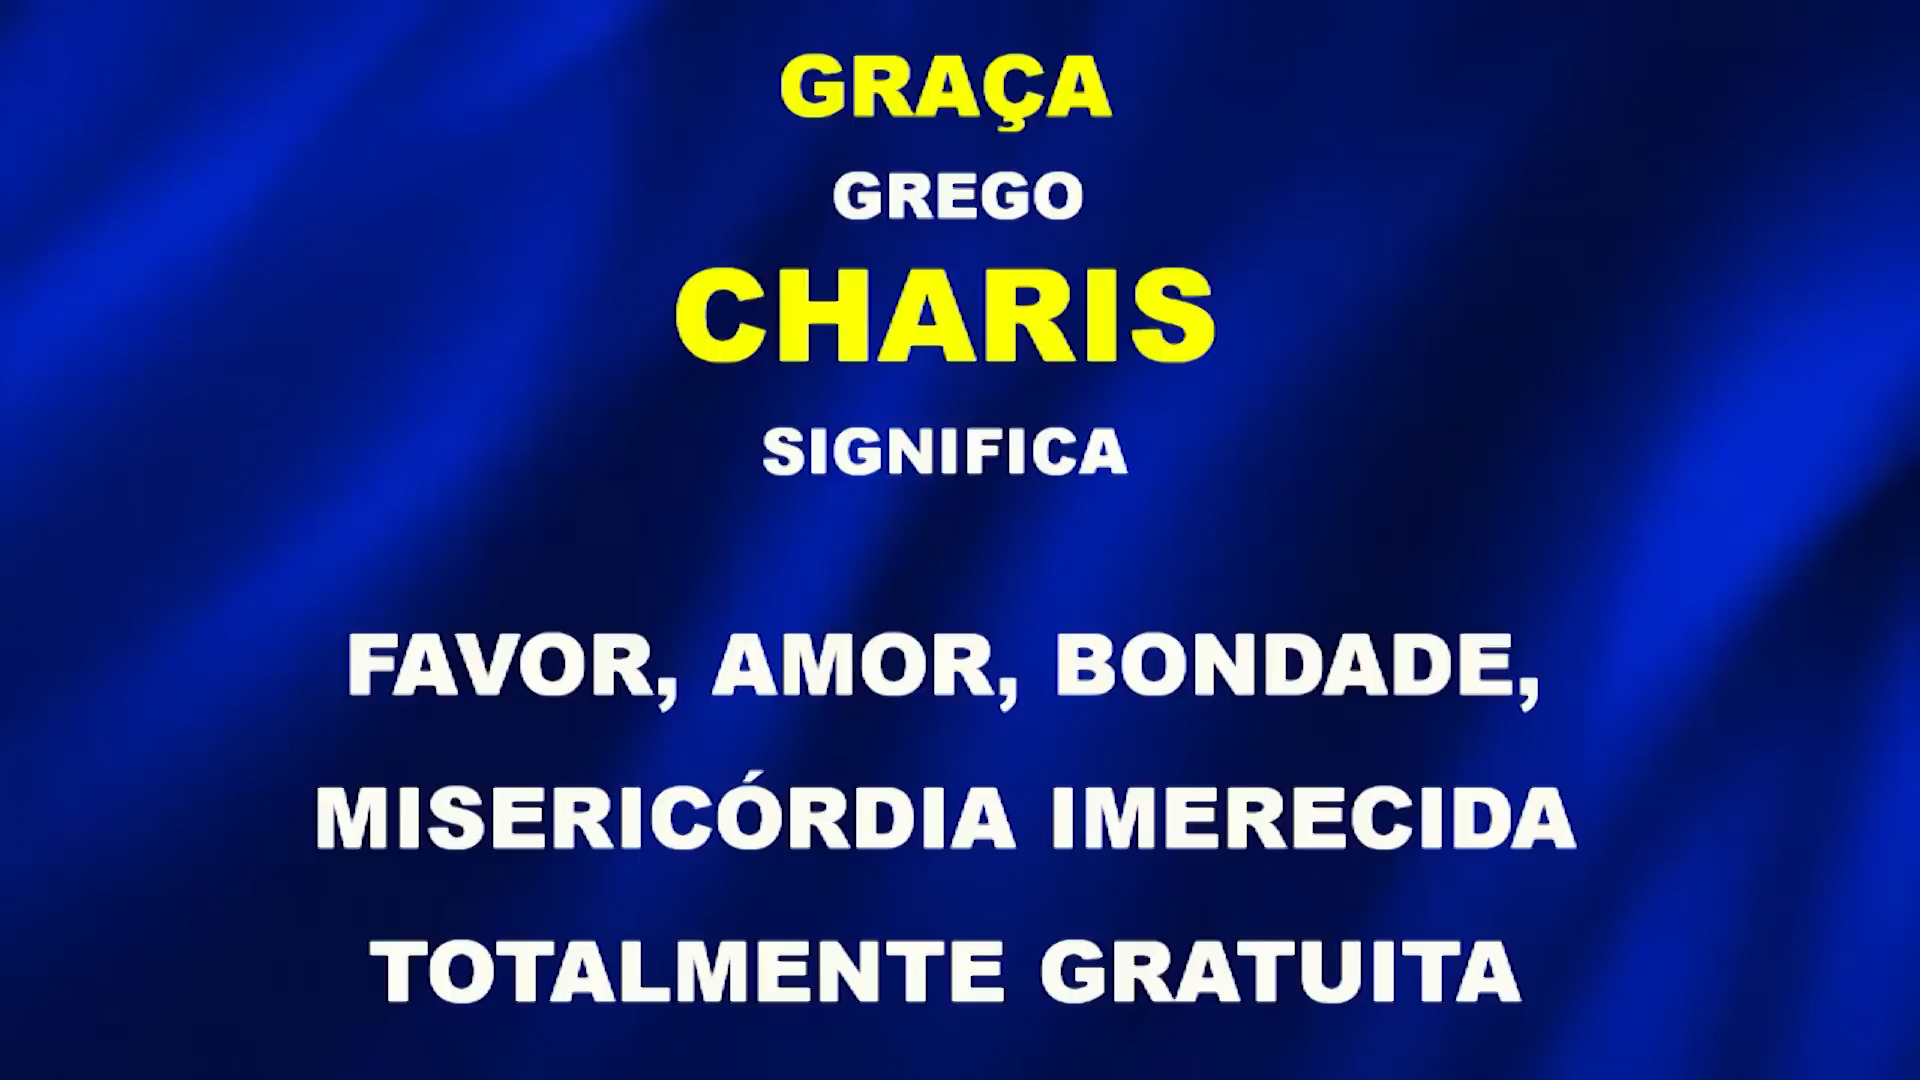 GRAÇA
GREGO
CHARIS
SIGNIFICA
FAVOR, AMOR, BONDADE,
MISERICÓRDIA IMERECIDA
TOTALMENTE GRATUITA